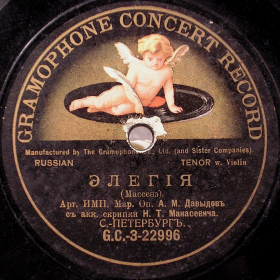 GRAMOPHONE CONCERT RECORD
Manufactured by The Gramophone Co., Ltd. (and Sister Companies)
RUSSIAN TENOR w. Violin
ЭЛЕГІЯ
(Массенэ)
Арт. ИМП. Мар. Оп. А. М. Давыдовъ
съ акк. скрипки Н. Т. Манасевича.
С.-ПЕТЕРБУРГЪ.
G.C.-3-22996